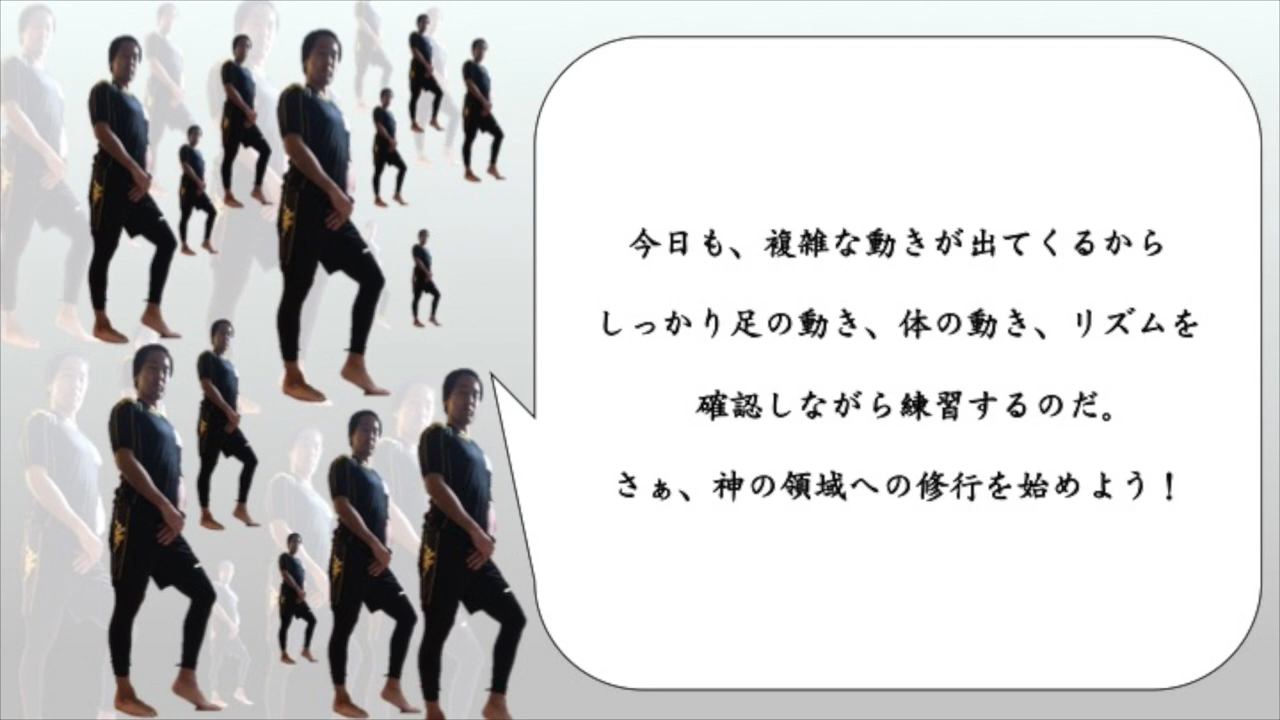 今日も、複雑な動きが出てくるから
しっかり足の動き、体の動き、リズムを
確認しながら練習するのだ。
さぁ、神の領域への修行を始めよう！